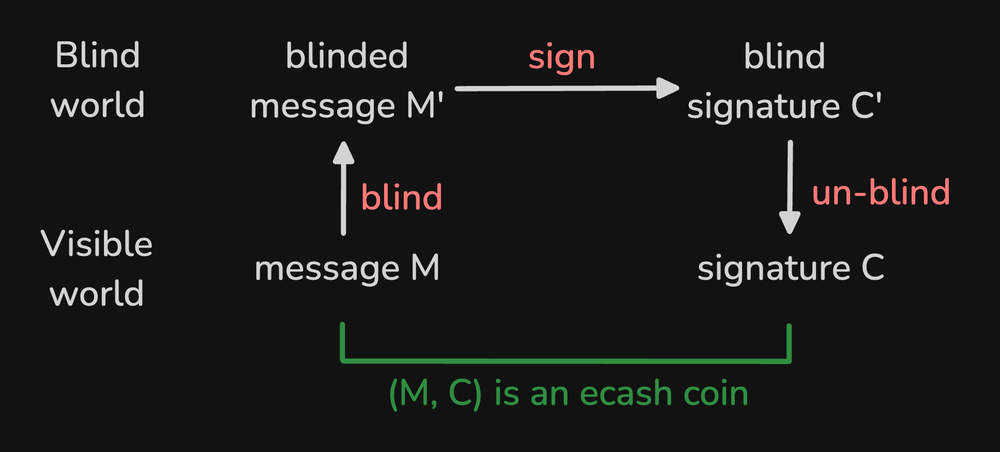 Blind
world
blinded
message M'
sign
blind
signature C'
blind
un-blind
Visible
world
message M
signature C
(M, C) is an ecash coin